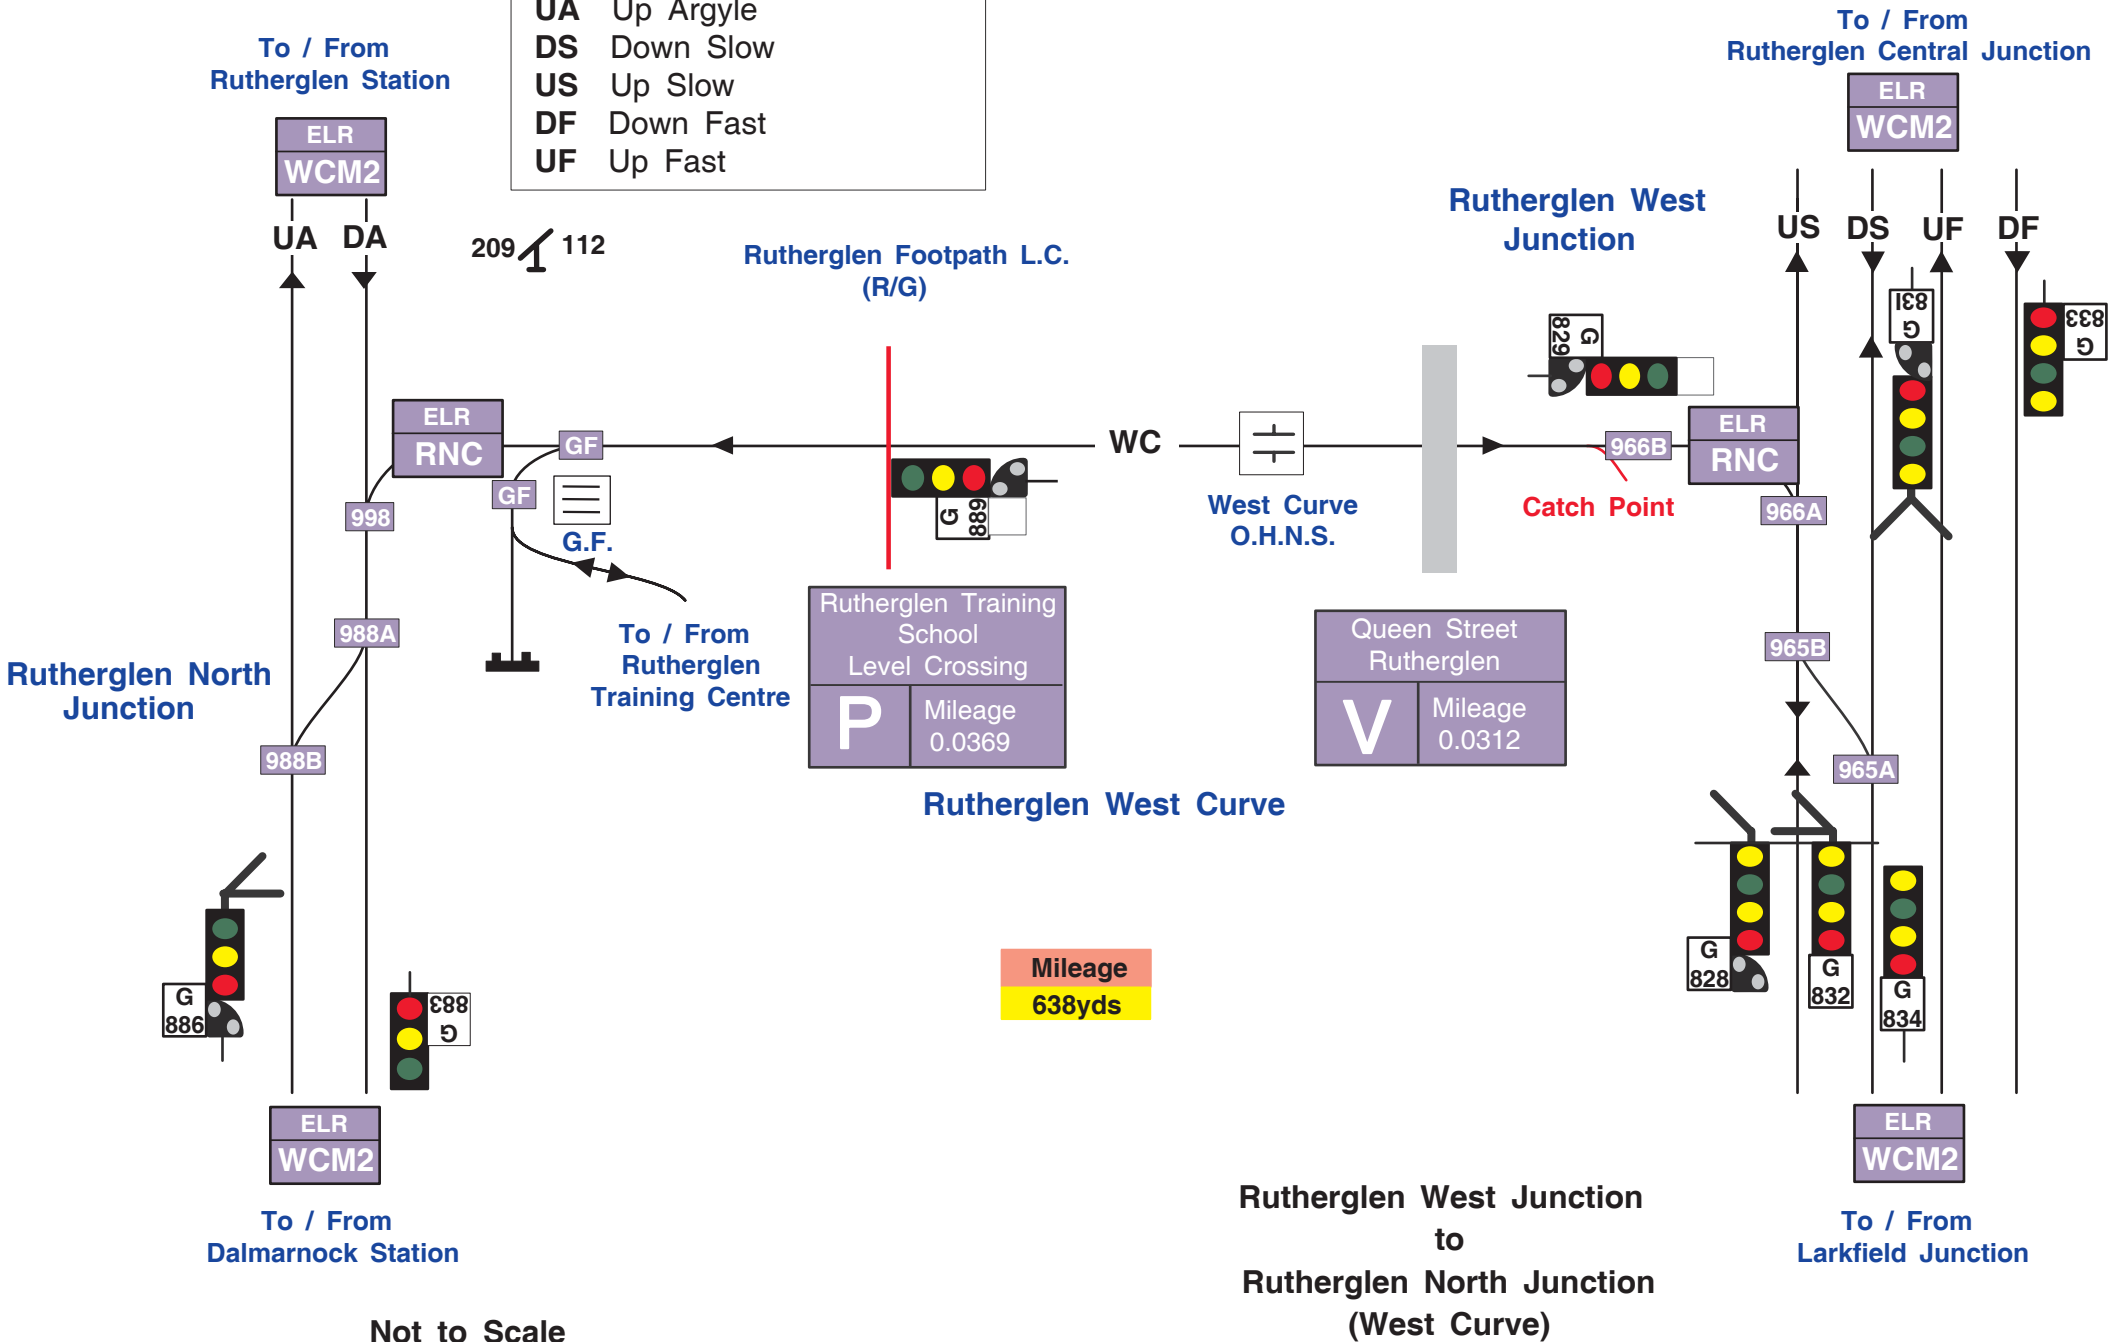 UA Up Argyle
DS Down Slow
US Up Slow
DF Down Fast
UF Up Fast
To / From
Rutherglen Station
ELR
WCM2
UA DA
209 112
Rutherglen Footpath L.C.
(R/G)
Rutherglen West
Junction
To / From
Rutherglen Central Junction
ELR
WCM2
US DS UF DF
G
829
G
831
G
833
ELR
RNC
GF
GF
998
G.F.
988A
988B
To / From
Rutherglen
Training Centre
Rutherglen North
Junction
G
889
WC
West Curve
O.H.N.S.
Catch Point
966B
ELR
RNC
966A
965B
965A
Rutherglen Training
School
Level Crossing
P
Mileage
0.0369
Queen Street
Rutherglen
V
Mileage
0.0312
Rutherglen West Curve
G
886
G
883
Mileage
638yds
G
828
G
832
G
834
ELR
WCM2
To / From
Dalmarnock Station
ELR
WCM2
To / From
Larkfield Junction
Rutherglen West Junction
to
Rutherglen North Junction
(West Curve)
Not to Scale